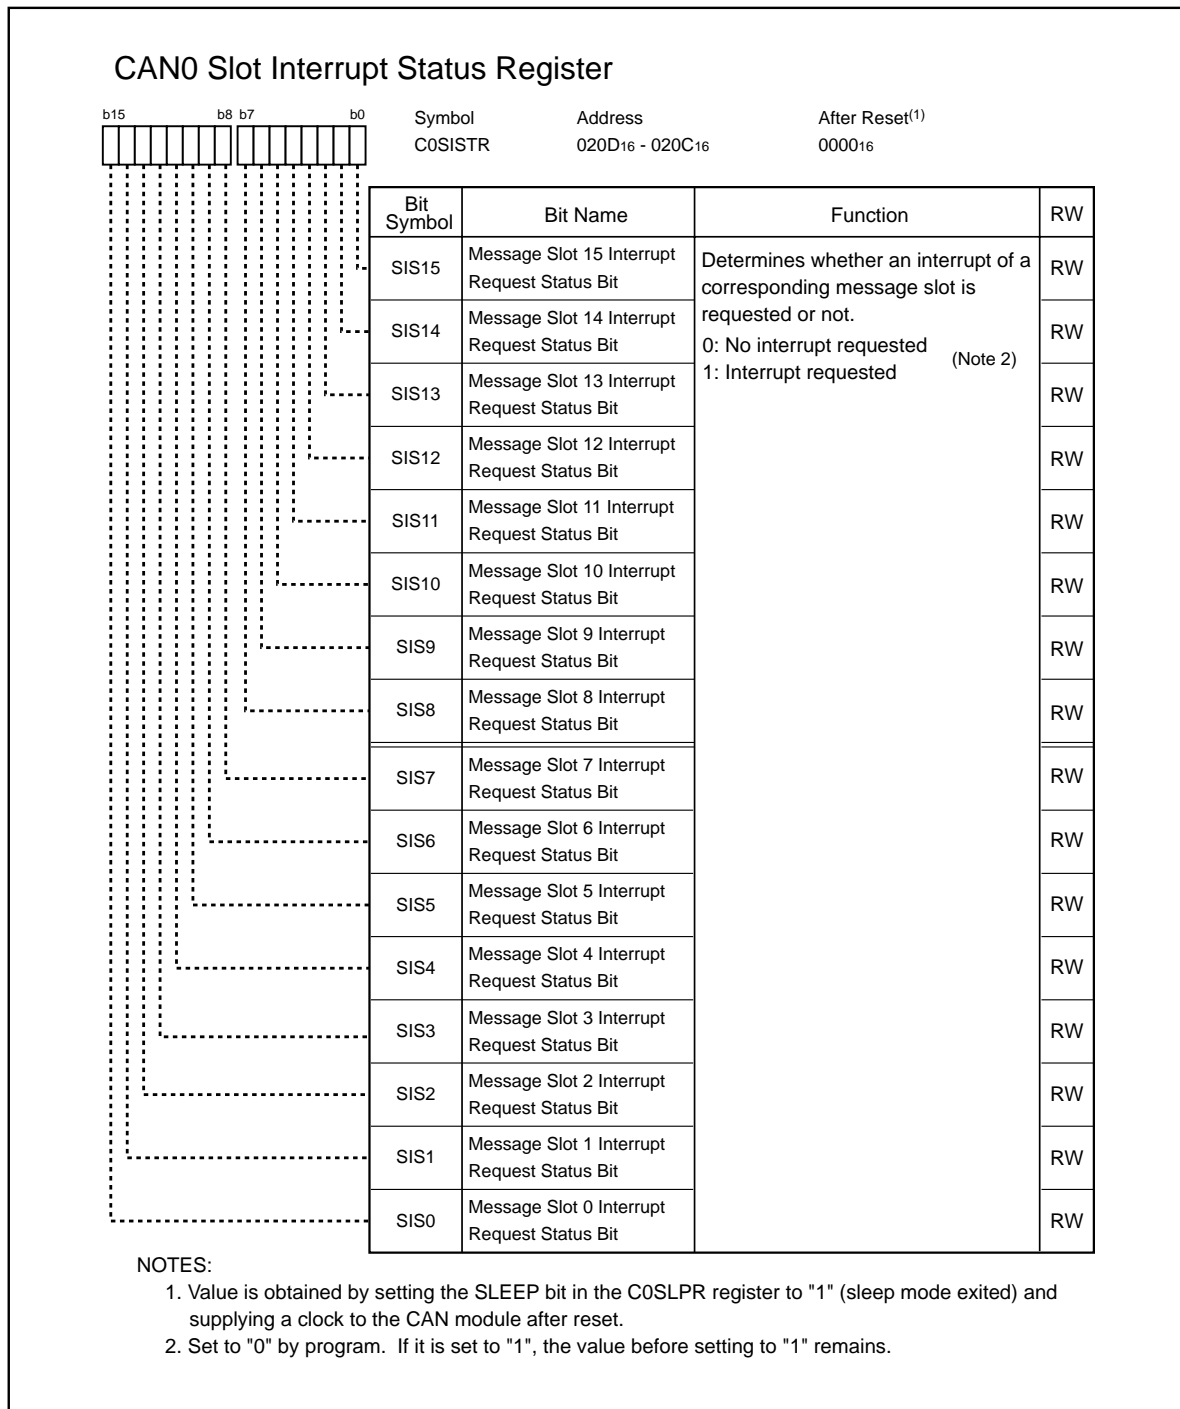 CAN0 Slot Interrupt Status Register
b15 b8 b7 b0
Symbol Address After Reset(1)
C0SISTR 020D16 - 020C16 000016
Bit Symbol Bit Name Function RW
SIS15 Message Slot 15 Interrupt Request Status Bit RW
Determines whether an interrupt of a
corresponding message slot is
requested or not.
0: No interrupt requested
1: Interrupt requested
(Note 2)
SIS14 Message Slot 14 Interrupt Request Status Bit RW
SIS13 Message Slot 13 Interrupt Request Status Bit RW
SIS12 Message Slot 12 Interrupt Request Status Bit RW
SIS11 Message Slot 11 Interrupt Request Status Bit RW
SIS10 Message Slot 10 Interrupt Request Status Bit RW
SIS9 Message Slot 9 Interrupt Request Status Bit RW
SIS8 Message Slot 8 Interrupt Request Status Bit RW
SIS7 Message Slot 7 Interrupt Request Status Bit RW
SIS6 Message Slot 6 Interrupt Request Status Bit RW
SIS5 Message Slot 5 Interrupt Request Status Bit RW
SIS4 Message Slot 4 Interrupt Request Status Bit RW
SIS3 Message Slot 3 Interrupt Request Status Bit RW
SIS2 Message Slot 2 Interrupt Request Status Bit RW
SIS1 Message Slot 1 Interrupt Request Status Bit RW
SIS0 Message Slot 0 Interrupt Request Status Bit RW
NOTES:
1. Value is obtained by setting the SLEEP bit in the C0SLPR register to "1" (sleep mode exited) and
supplying a clock to the CAN module after reset.
2. Set to "0" by program. If it is set to "1", the value before setting to "1" remains.